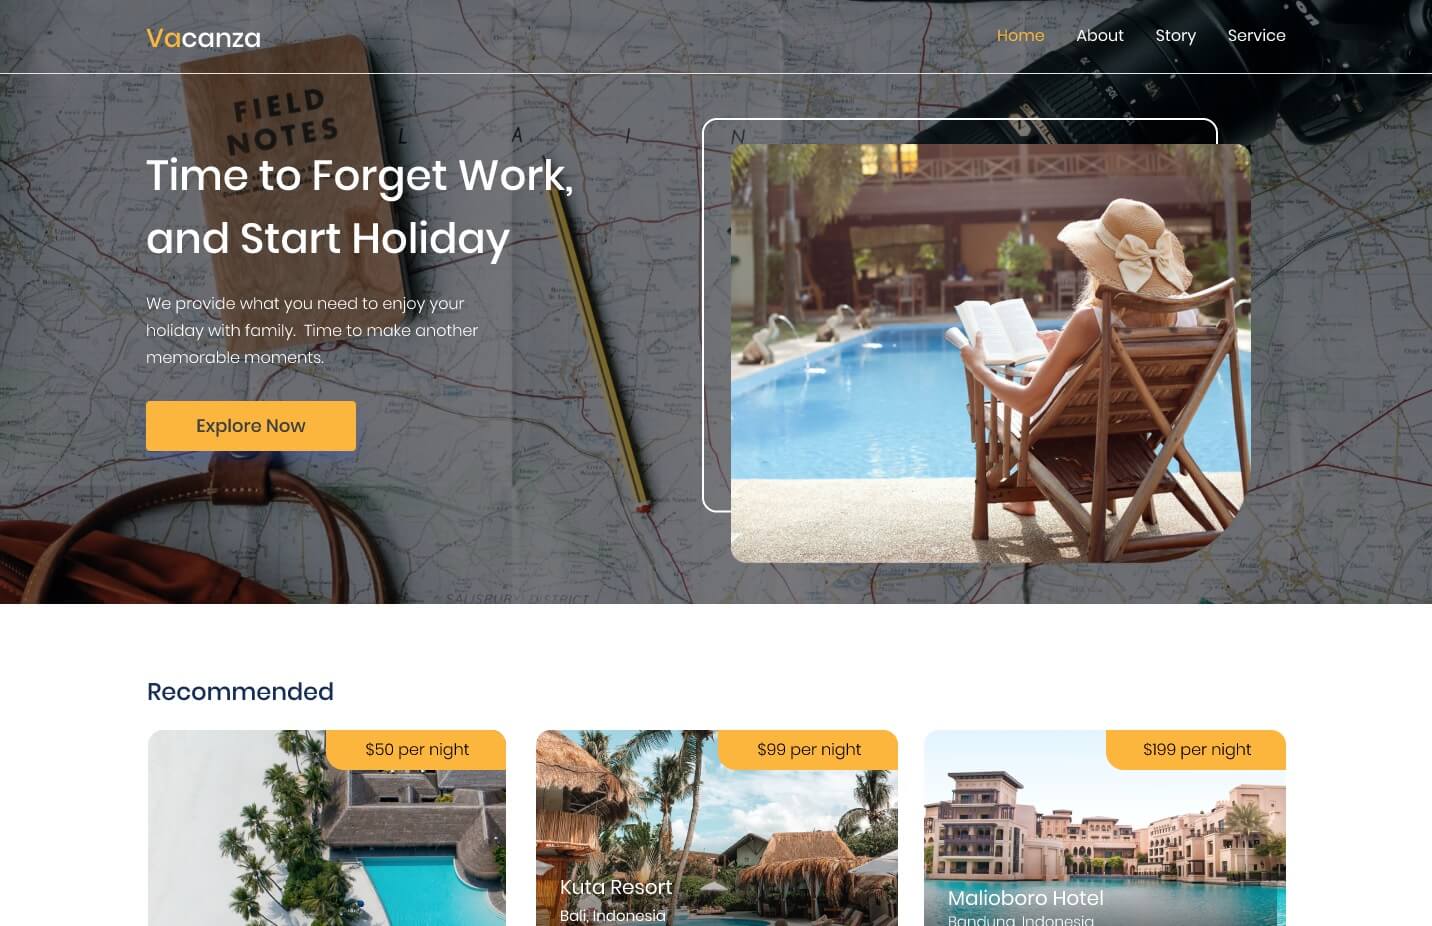 Vacanza
Home About Story Service
FIELD
NOTES
L A I N
Time to Forget Work,
and Start Holiday
We provide what you need to enjoy your
holiday with family. Time to make another
memorable moments.
Explore Now
SALISBURY DISTRICT
Recommended
$50 per night
$99 per night
$199 per night
Kuta Resort
Bali, Indonesia
Malioboro Hotel
Bandung, Indonesia